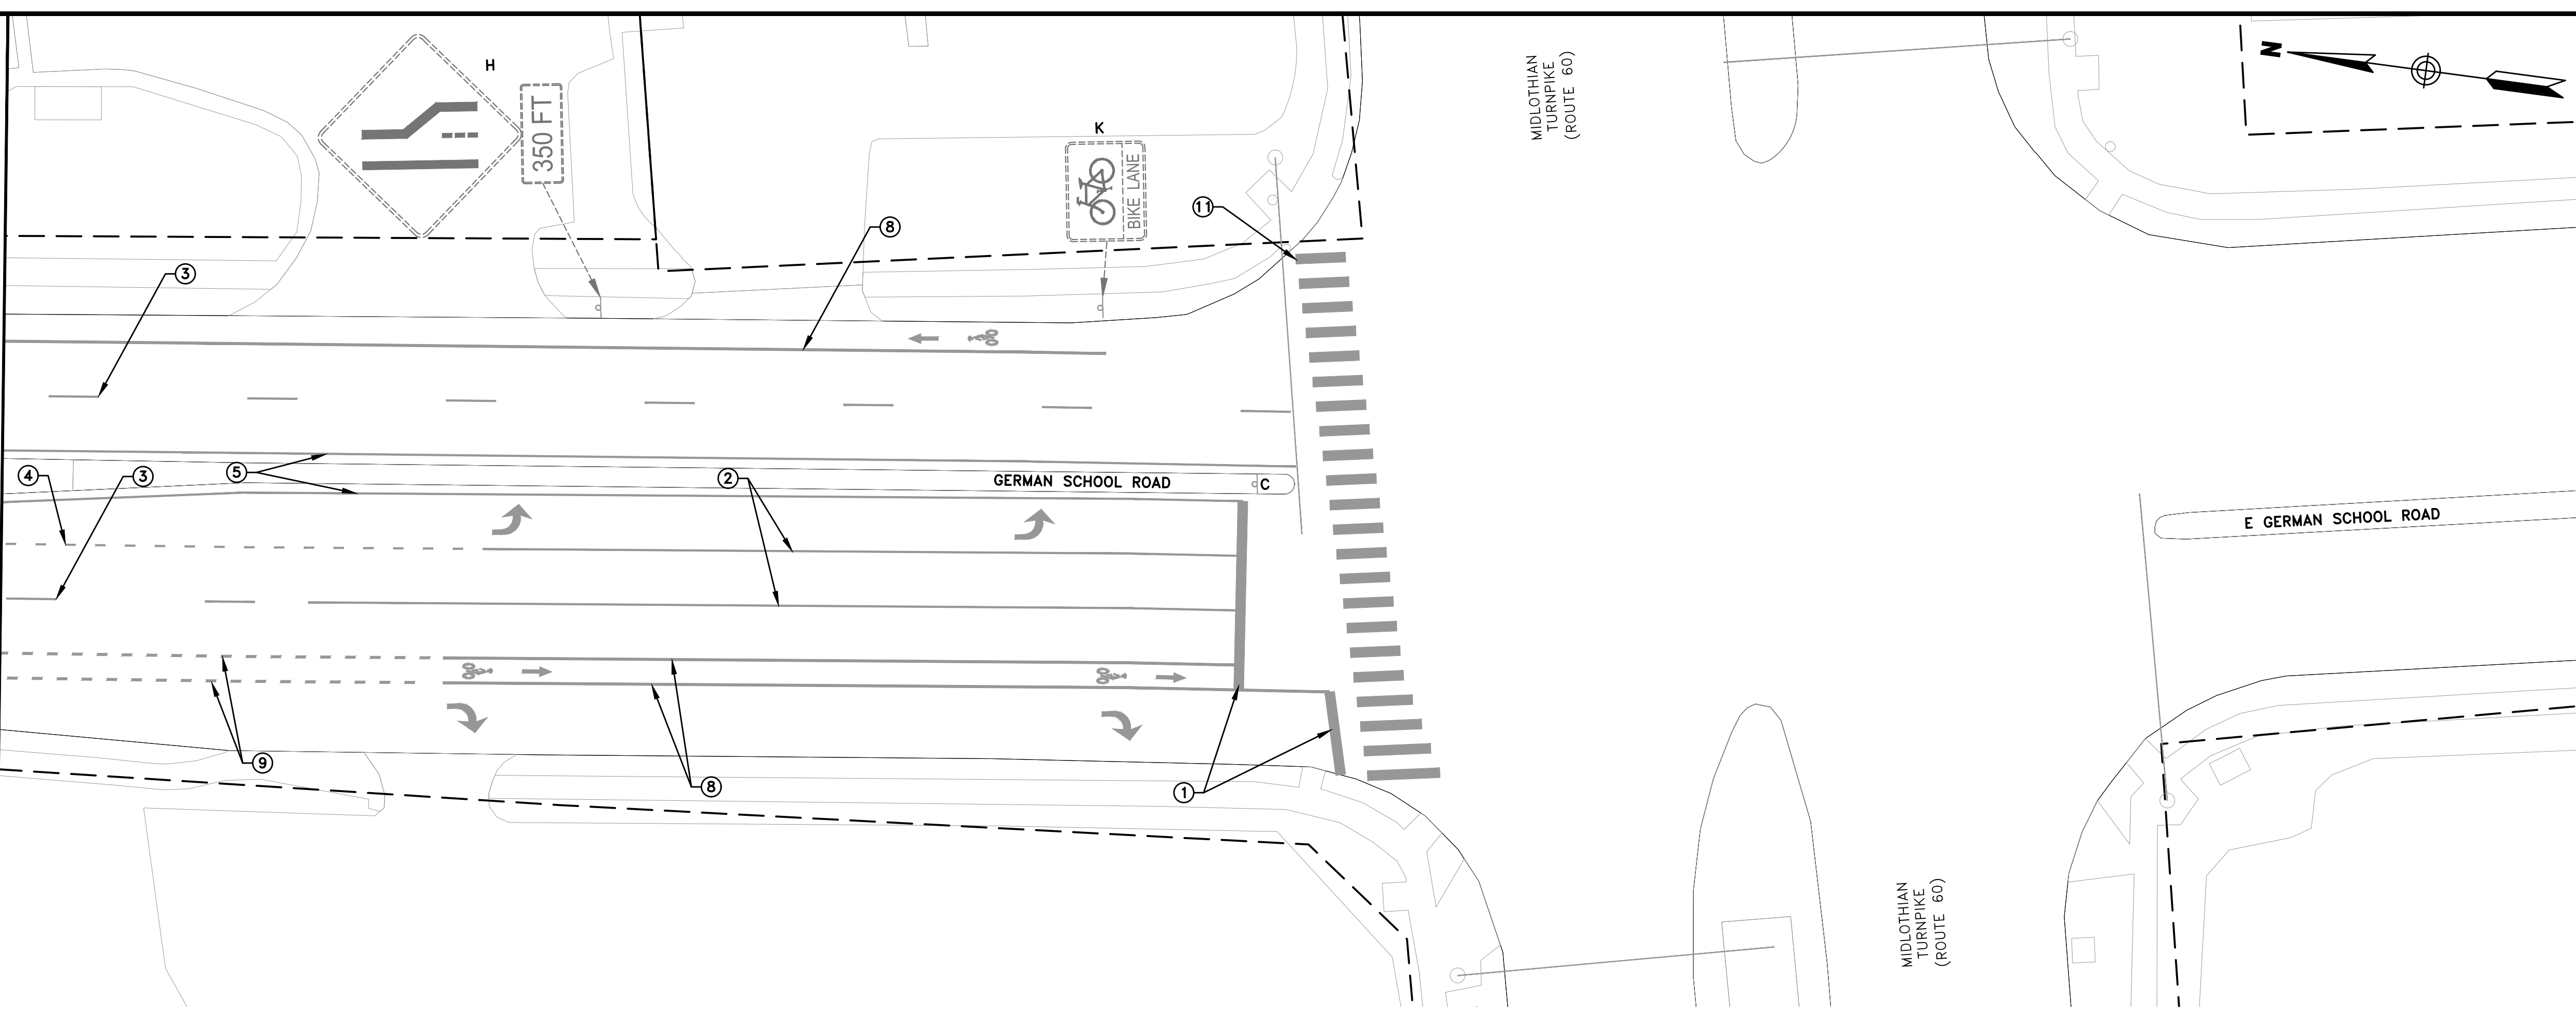 H
350 FT
K
BIKE LANE
MIDLOTHIAN
TURNPIKE
(ROUTE 60)
N
11
8
3
4
3
5
2
GERMAN SCHOOL ROAD
C
E GERMAN SCHOOL ROAD
9
8
1
MIDLOTHIAN
TURNPIKE
(ROUTE 60)